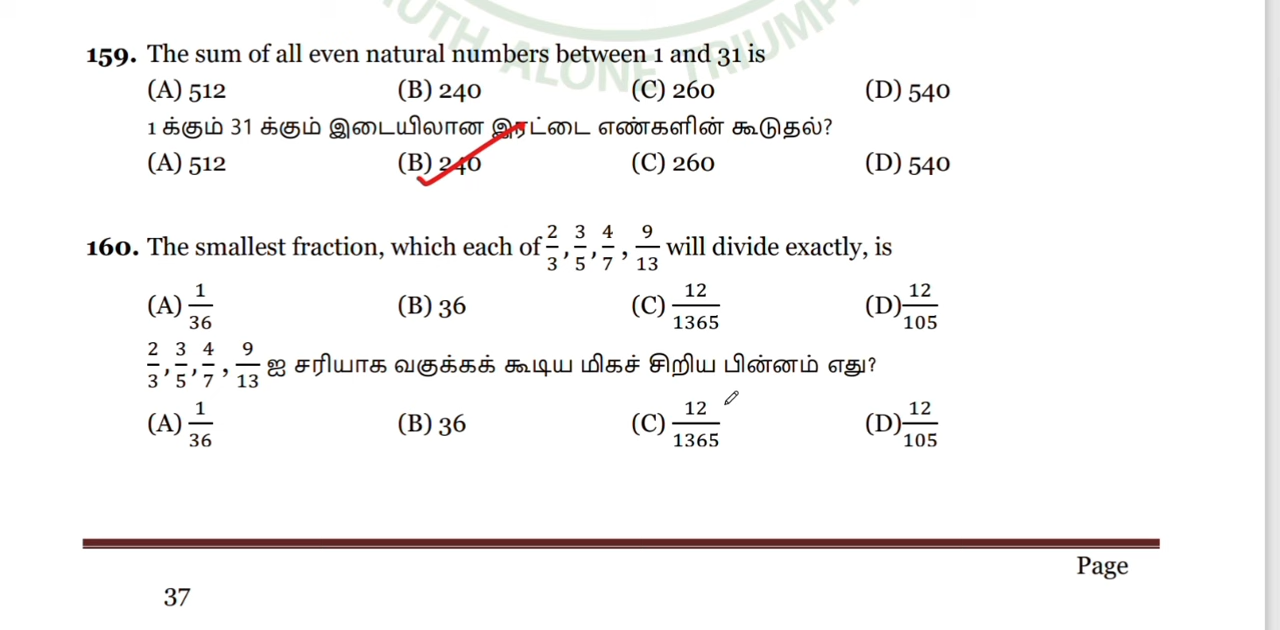 TRUTH ALONE TRIUMPH
159. The sum of all even natural numbers between 1 and 31 is
(A) 512 (B) 240 (C) 260 (D) 540
1 க்கும் 31 க்கும் இடையிலான இரட்டை எண்களின் கூடுதல்?
(A) 512 (B) 240 (C) 260 (D) 540
160. The smallest fraction, which each of 2/3, 3/5, 4/7, 9/13 will divide exactly, is
(A) 1/36 (B) 36 (C) 12/1365 (D) 12/105
2/3, 3/5, 4/7, 9/13 ஐ சரியாக வகுக்கக் கூடிய மிகச் சிறிய பின்னம் எது?
(A) 1/36 (B) 36 (C) 12/1365 (D) 12/105
Page
37